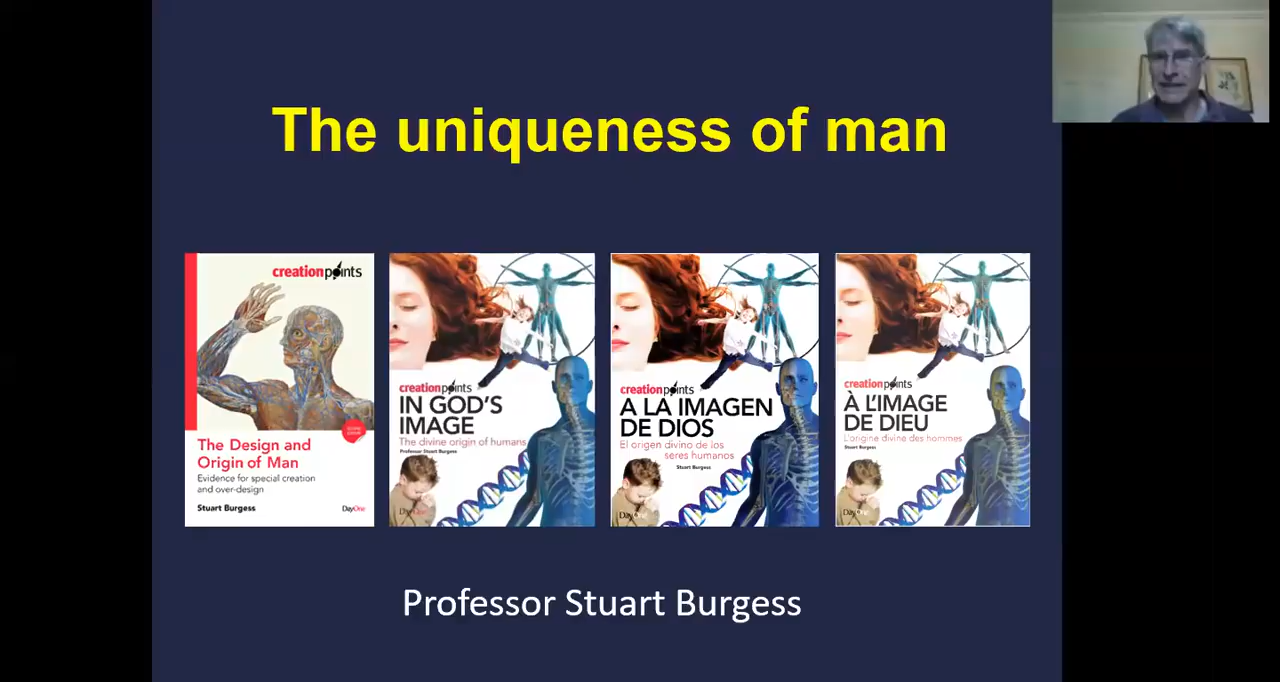 The uniqueness of man
creationpoints
The Design and
Origin of Man
Evidence for special creation
and over-design
Stuart Burgess
DayOne
creationpoints
IN GOD'S
IMAGE
The divine origin of humans
Professor Stuart Burgess
DayOne
creationpoints
A LA IMAGEN
DE DIOS
El origen divino de los
seres humanos
Stuart Burgess
DayOne
creationpoints
À L'IMAGE
DE DIEU
L'origine divine des hommes
Stuart Burgess
DayOne
Professor Stuart Burgess